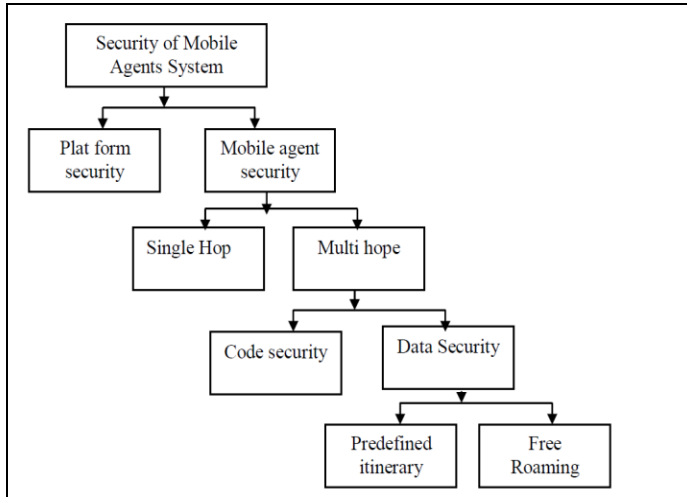 Security of Mobile
Agents System
Plat form
security
Mobile agent
security
Single Hop
Multi hope
Code security
Data Security
Predefined
itinerary
Free
Roaming